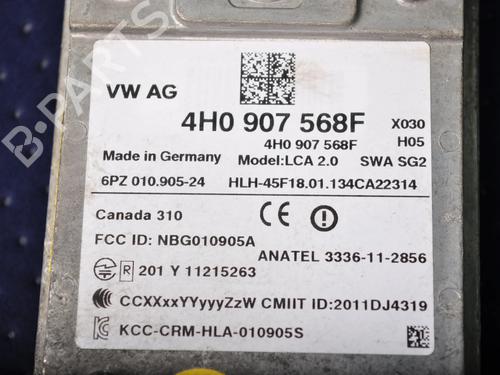 VW AG
4H0 907 568F X030
4H0 907 568F H05
Made in Germany Model:LCA 2.0 SWA SG2
6PZ 010.905-24 HLH-45F18.01.134CA22314
Canada 310
FCC ID: NBG010905A
ANATEL 3336-11-2856
R 201 Y 11215263
CCXXxxYYyyyZzW CMIIT ID:2011DJ4319
KCC-CRM-HLA-010905S
B-PARTS